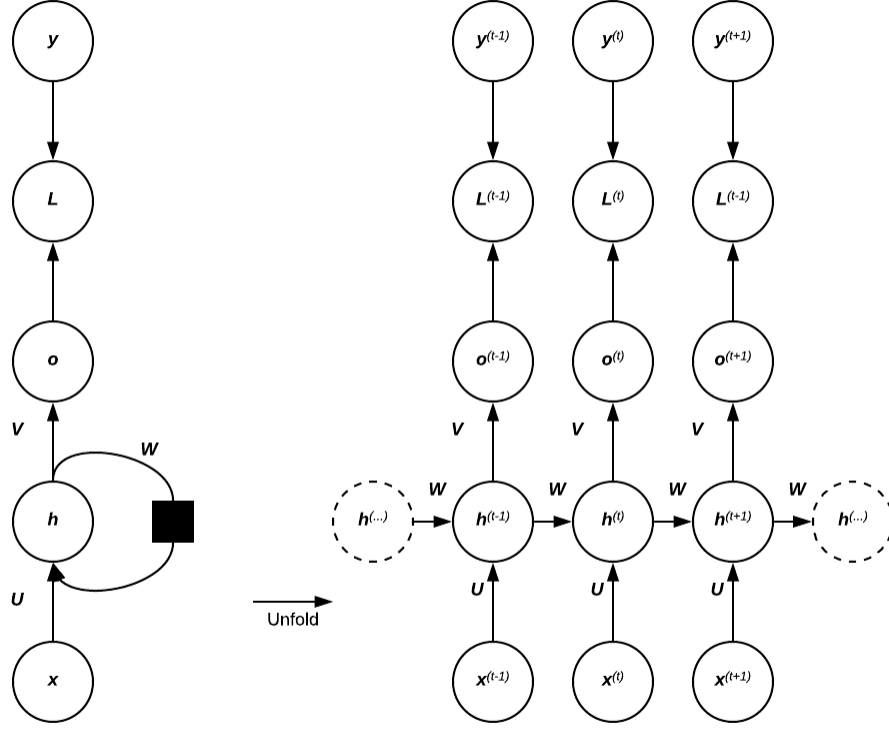 y y(t-1) y(t) y(t+1)
L L(t-1) L(t) L(t-1)
o o(t-1) o(t) o(t+1)
V V V V
W
W W W W
h h(...) h(t-1) h(t) h(t+1) h(...)
U U U U
Unfold
x x(t-1) x(t) x(t+1)